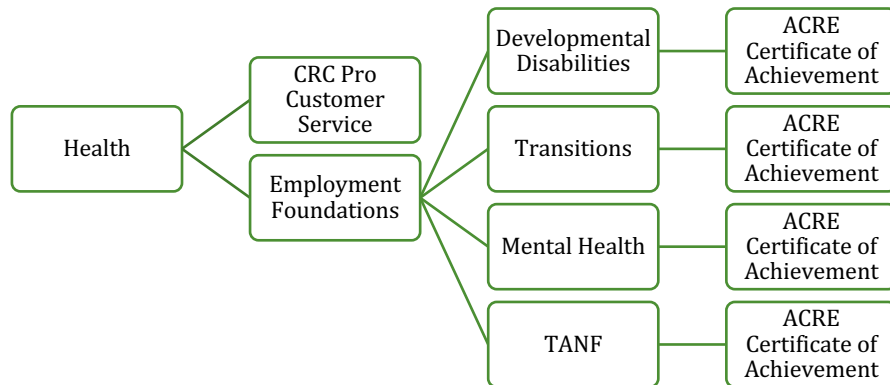 Health
CRC Pro
Customer
Service
Employment
Foundations
Developmental
Disabilities
Transitions
Mental Health
TANF
ACRE
Certificate of
Achievement
ACRE
Certificate of
Achievement
ACRE
Certificate of
Achievement
ACRE
Certificate of
Achievement